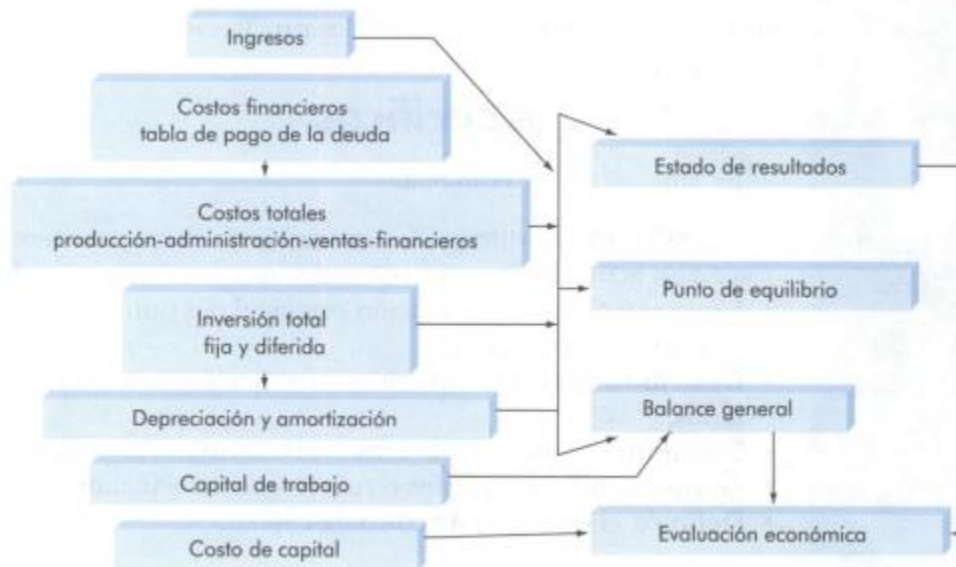 Ingresos
Costos financieros
tabla de pago de la deuda
Costos totales
producción-administración-ventas-financieros
Inversión total
fija y diferida
Depreciación y amortización
Capital de trabajo
Costo de capital
Estado de resultados
Punto de equilibrio
Balance general
Evaluación económica